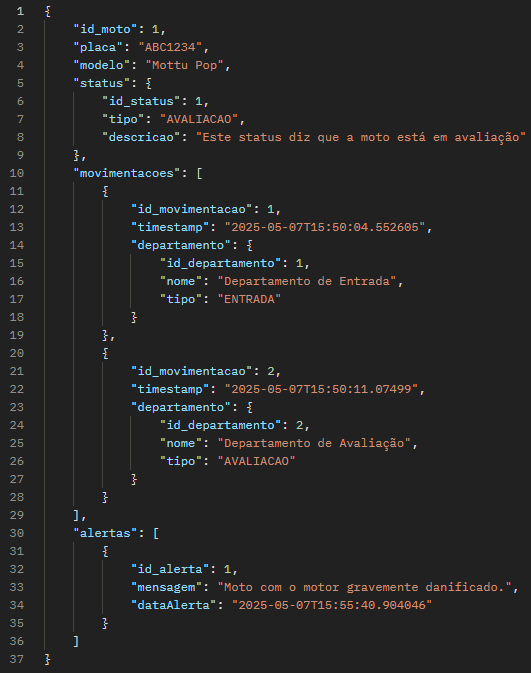 1 {
2 "id_moto": 1,
3 "placa": "ABC1234",
4 "modelo": "Mottu Pop",
5 "status": {
6 "id_status": 1,
7 "tipo": "AVALIACAO",
8 "descricao": "Este status diz que a moto está em avaliação"
9 },
10 "movimentacoes": [
11 {
12 "id_movimentacao": 1,
13 "timestamp": "2025-05-07T15:50:04.552605",
14 "departamento": {
15 "id_departamento": 1,
16 "nome": "Departamento de Entrada",
17 "tipo": "ENTRADA"
18 }
19 },
20 {
21 "id_movimentacao": 2,
22 "timestamp": "2025-05-07T15:50:11.07499",
23 "departamento": {
24 "id_departamento": 2,
25 "nome": "Departamento de Avaliação",
26 "tipo": "AVALIACAO"
27 }
28 }
29 ],
30 "alertas": [
31 {
32 "id_alerta": 1,
33 "mensagem": "Moto com o motor gravemente danificado.",
34 "dataAlerta": "2025-05-07T15:55:40.904046"
35 }
36 ]
37 }